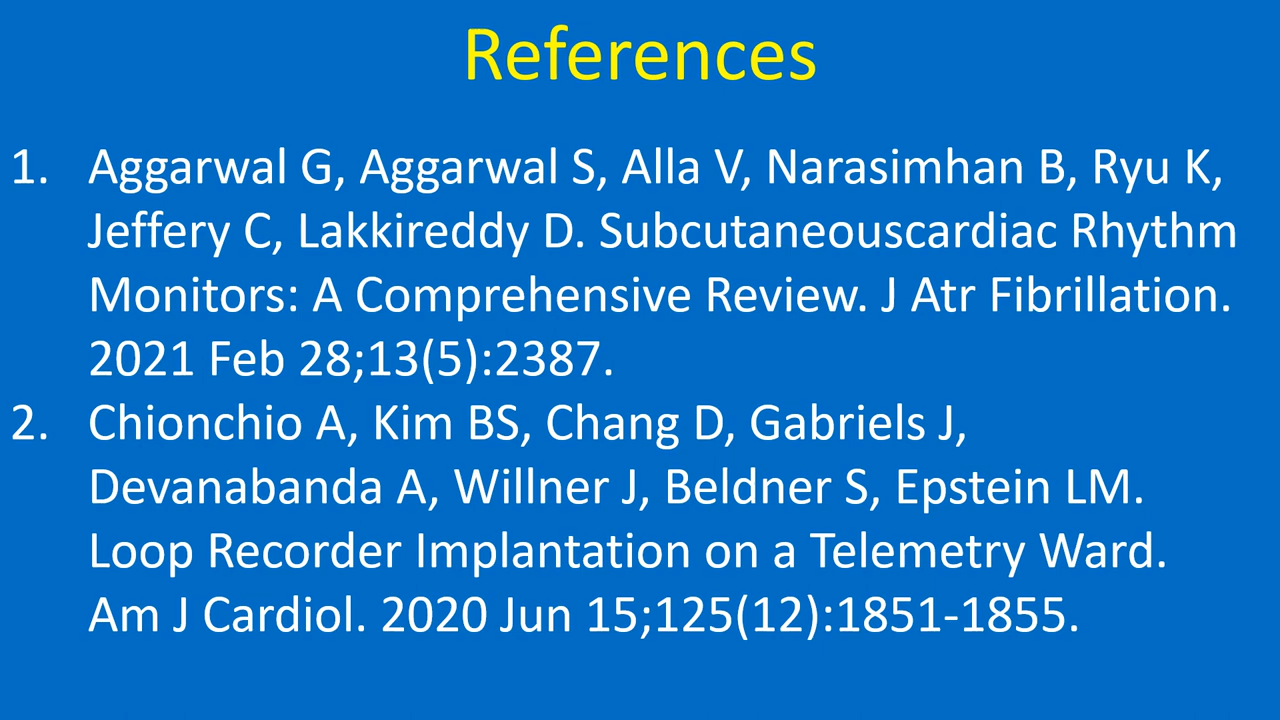 References
1. Aggarwal G, Aggarwal S, Alla V, Narasimhan B, Ryu K,
Jeffery C, Lakkireddy D. Subcutaneouscardiac Rhythm
Monitors: A Comprehensive Review. J Atr Fibrillation.
2021 Feb 28;13(5):2387.
2. Chionchio A, Kim BS, Chang D, Gabriels J,
Devanabanda A, Willner J, Beldner S, Epstein LM.
Loop Recorder Implantation on a Telemetry Ward.
Am J Cardiol. 2020 Jun 15;125(12):1851-1855.